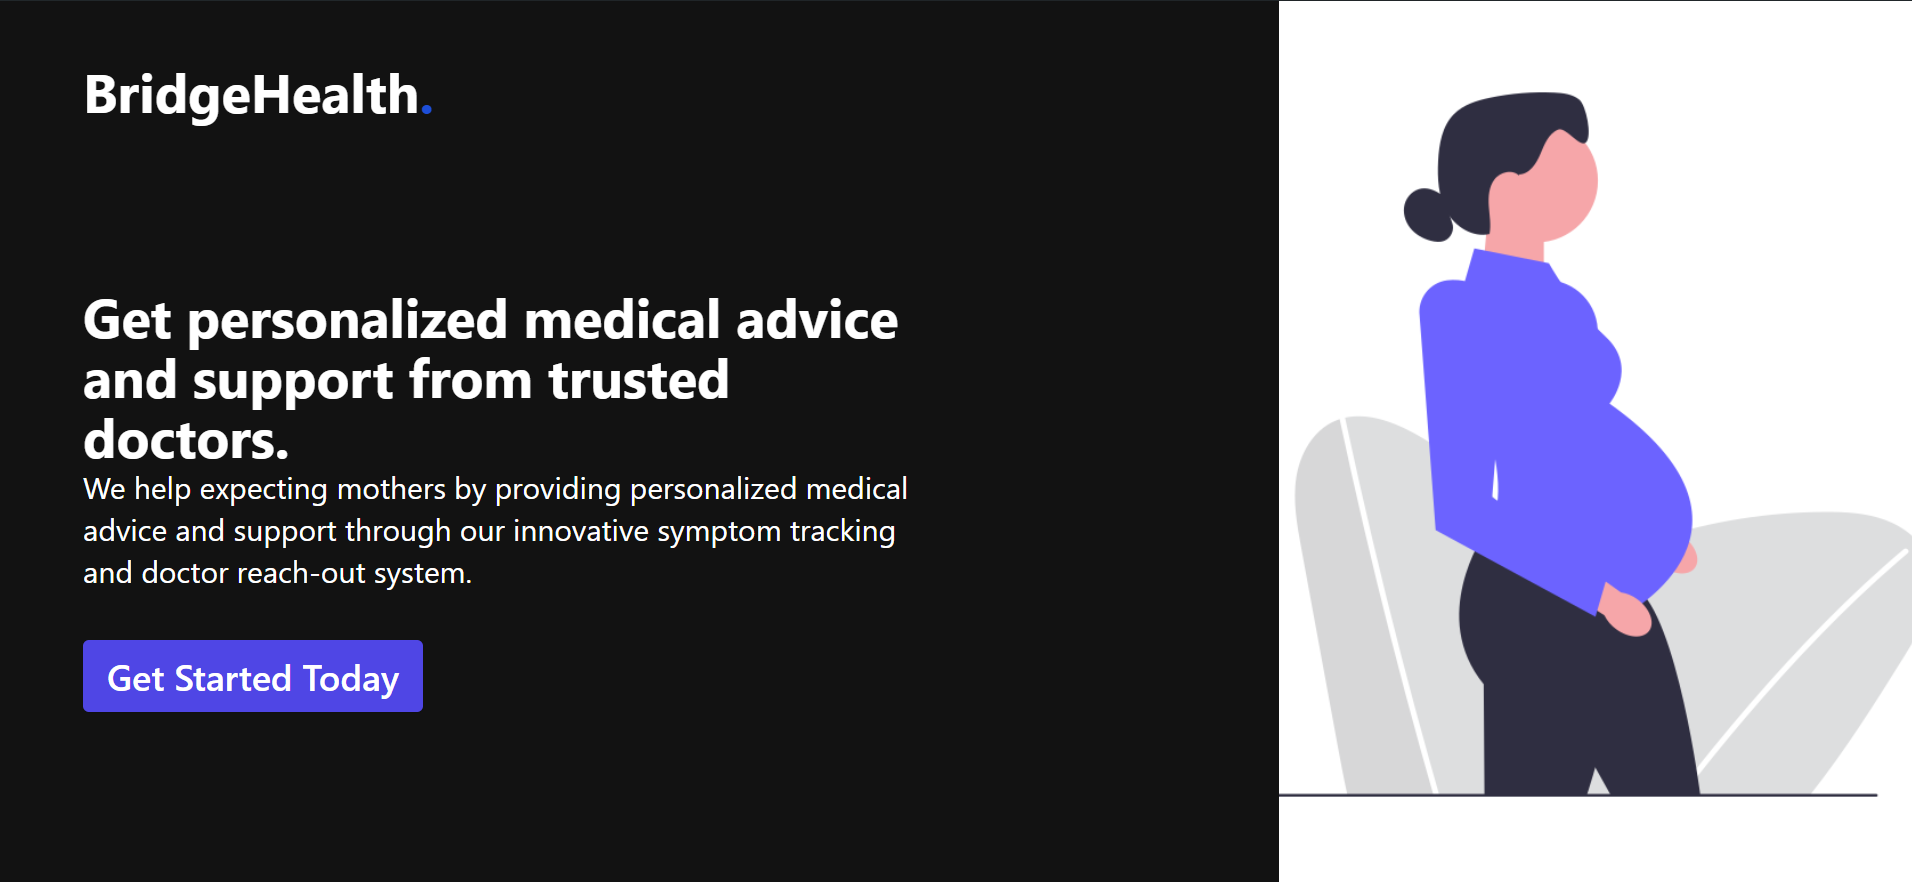 BridgeHealth.
Get personalized medical advice
and support from trusted
doctors.
We help expecting mothers by providing personalized medical
advice and support through our innovative symptom tracking
and doctor reach-out system.
Get Started Today